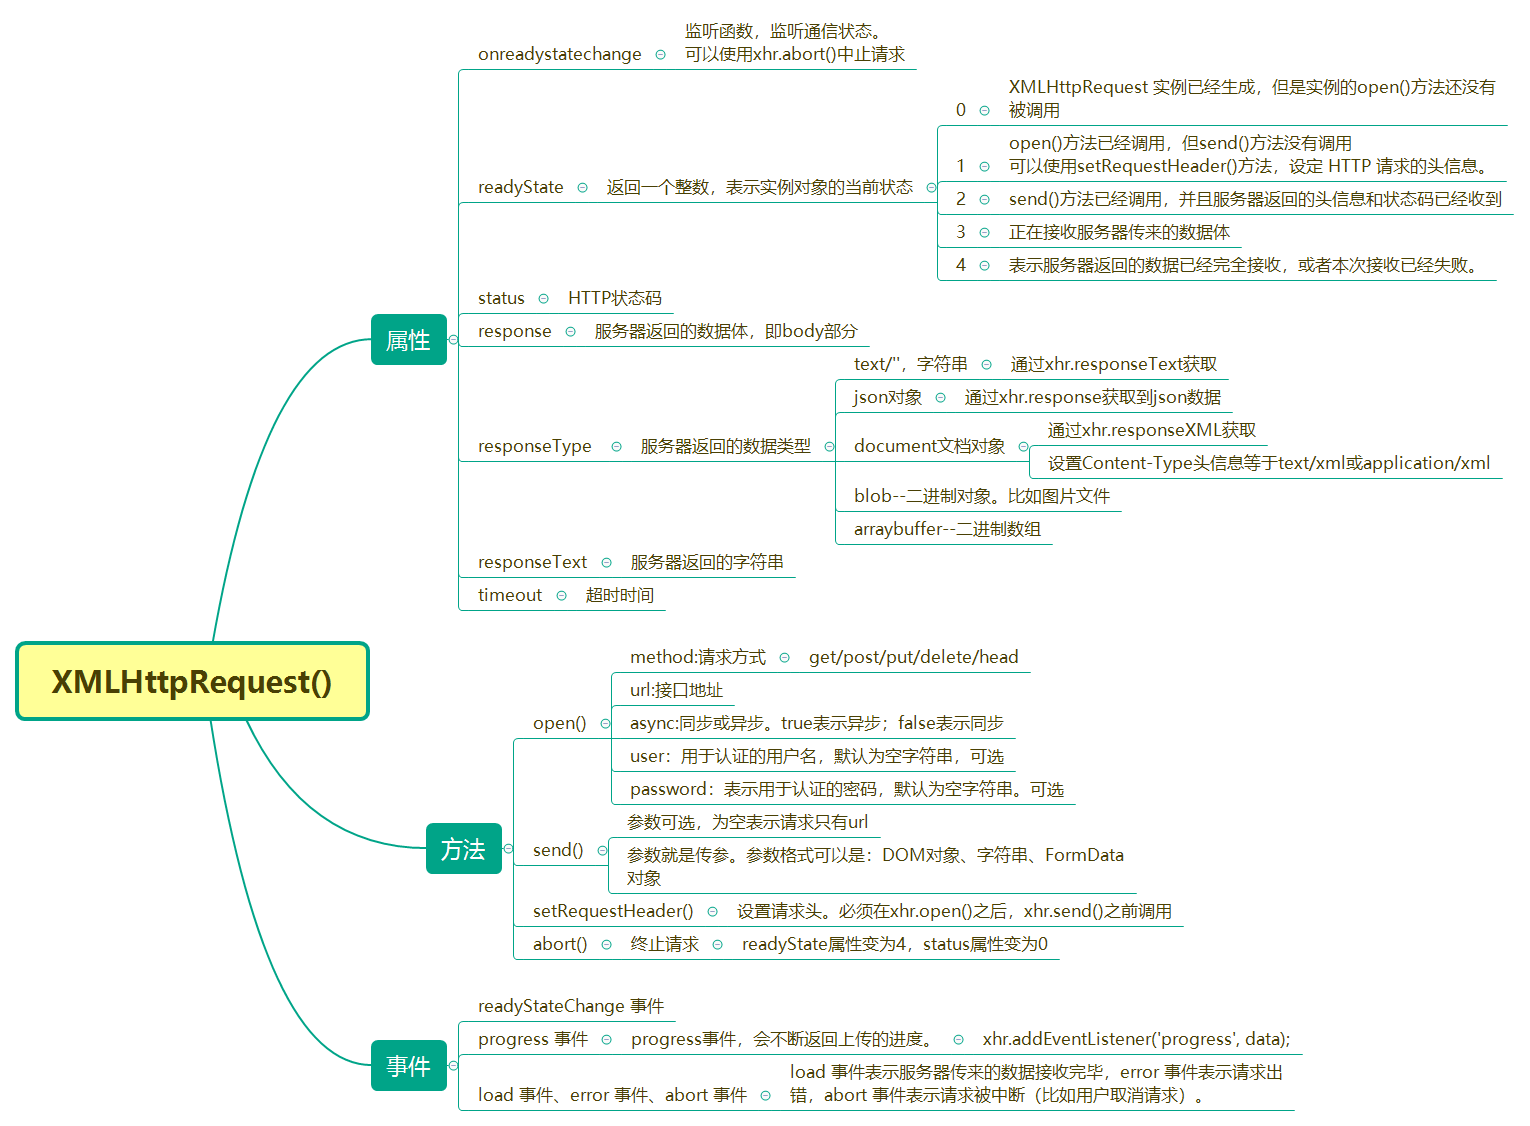 XMLHttpRequest()
属性
onreadystatechange
监听函数，监听通信状态。
可以使用xhr.abort()中止请求
readyState
返回一个整数，表示实例对象的当前状态
0
XMLHttpRequest 实例已经生成，但是实例的open()方法还没有
被调用
1
open()方法已经调用，但send()方法没有调用
可以使用setRequestHeader()方法，设定 HTTP 请求的头信息。
2
send()方法已经调用，并且服务器返回的头信息和状态码已经收到
3
正在接收服务器传来的数据体
4
表示服务器返回的数据已经完全接收，或者本次接收已经失败。
status
HTTP状态码
response
服务器返回的数据体，即body部分
responseType
服务器返回的数据类型
text/''，字符串
通过xhr.responseText获取
json对象
通过xhr.response获取到json数据
document文档对象
通过xhr.responseXML获取
设置Content-Type头信息等于text/xml或application/xml
blob--二进制对象。比如图片文件
arraybuffer--二进制数组
responseText
服务器返回的字符串
timeout
超时时间
方法
open()
method:请求方式
get/post/put/delete/head
url:接口地址
async:同步或异步。true表示异步；false表示同步
user：用于认证的用户名，默认为空字符串，可选
password：表示用于认证的密码，默认为空字符串。可选
send()
参数可选，为空表示请求只有url
参数就是传参。参数格式可以是：DOM对象、字符串、FormData
对象
setRequestHeader()
设置请求头。必须在xhr.open()之后，xhr.send()之前调用
abort()
终止请求
readyState属性变为4，status属性变为0
事件
readyStateChange 事件
progress 事件
progress事件，会不断返回上传的进度。
xhr.addEventListener('progress', data);
load 事件、error 事件、abort 事件
load 事件表示服务器传来的数据接收完毕，error 事件表示请求出
错，abort 事件表示请求被中断（比如用户取消请求）。